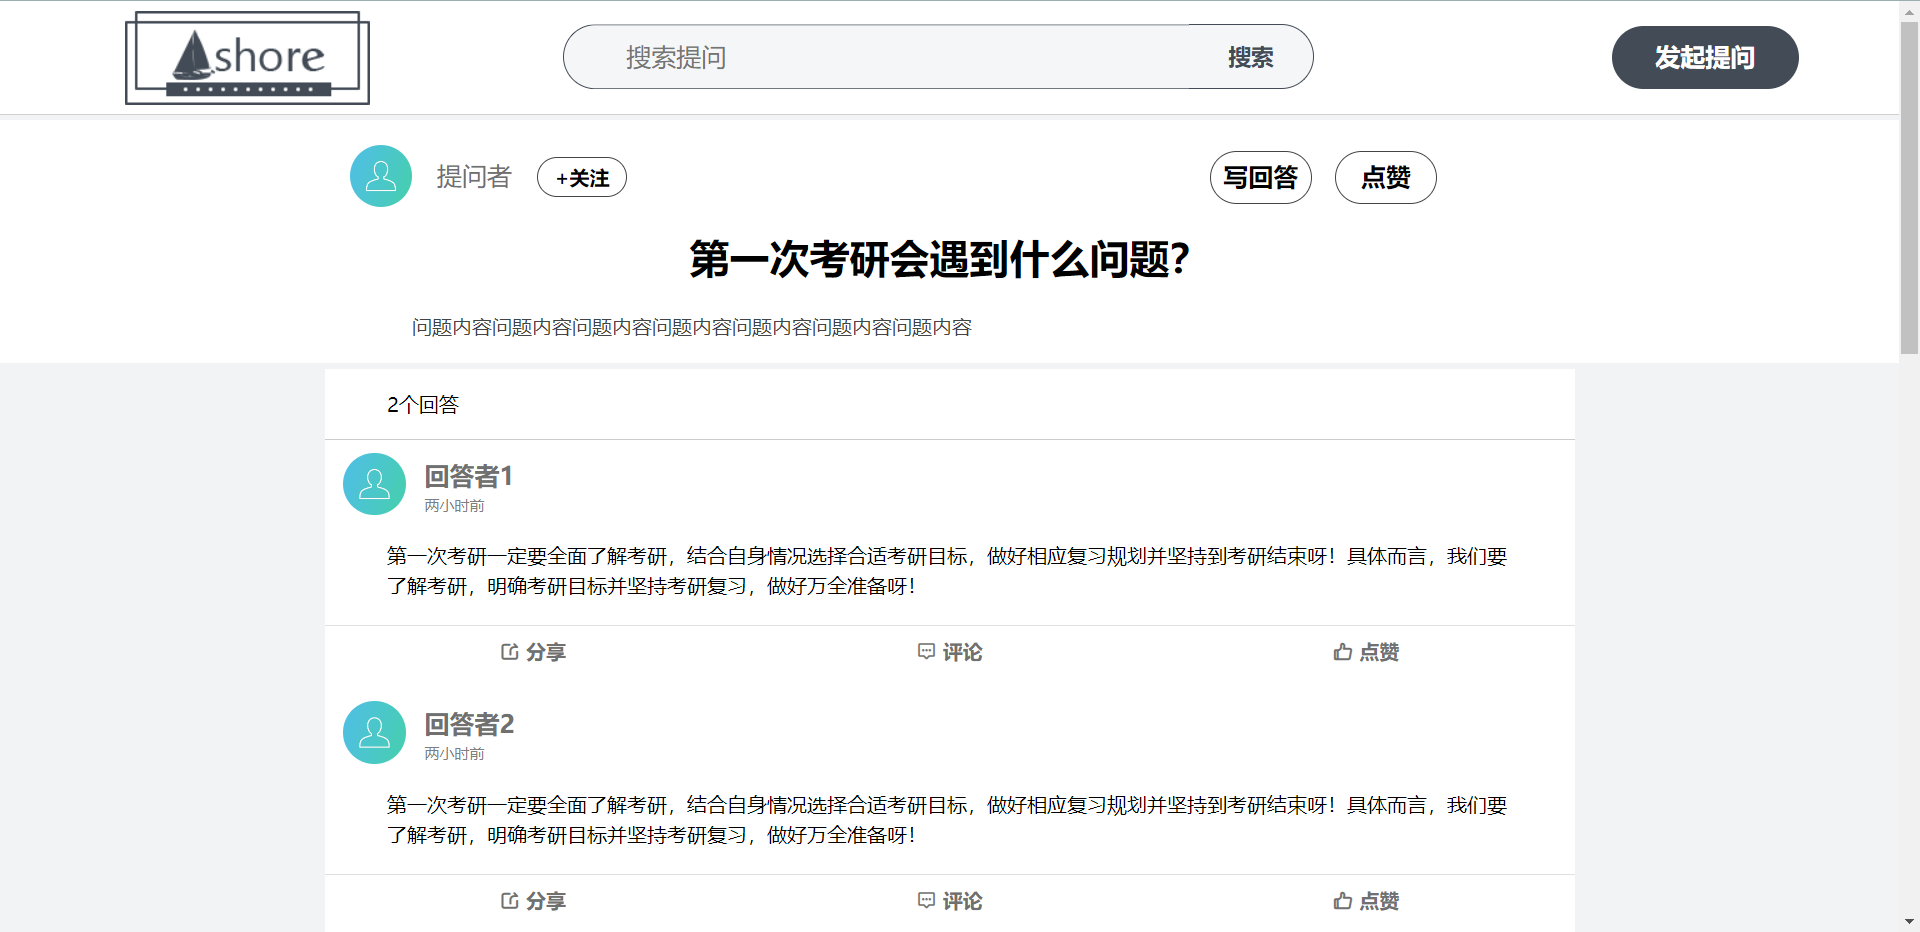 Ashore
搜索提问
搜索
发起提问
提问者
+关注
写回答
点赞
第一次考研会遇到什么问题?
问题内容问题内容问题内容问题内容问题内容问题内容问题内容
2个回答
回答者1
两小时前
第一次考研一定要全面了解考研，结合自身情况选择合适考研目标，做好相应复习规划并坚持到考研结束呀！具体而言，我们要
了解考研，明确考研目标并坚持考研复习，做好万全准备呀！
分享
评论
点赞
回答者2
两小时前
第一次考研一定要全面了解考研，结合自身情况选择合适考研目标，做好相应复习规划并坚持到考研结束呀！具体而言，我们要
了解考研，明确考研目标并坚持考研复习，做好万全准备呀！
分享
评论
点赞